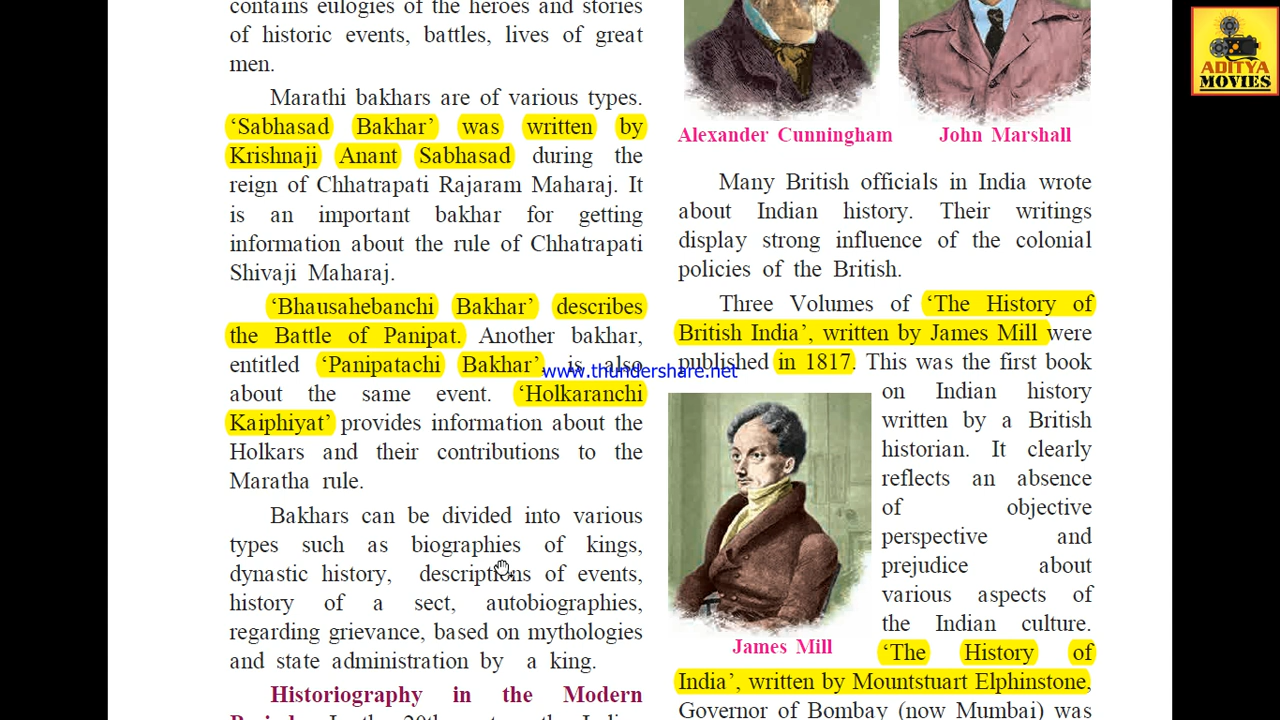 contains eulogies of the heroes and stories
of historic events, battles, lives of great
men.
Marathi bakhars are of various types.
‘Sabhasad Bakhar’ was written by
Krishnaji Anant Sabhasad during the
reign of Chhatrapati Rajaram Maharaj. It
is an important bakhar for getting
information about the rule of Chhatrapati
Shivaji Maharaj.
‘Bhausahebanchi Bakhar’ describes
the Battle of Panipat. Another bakhar,
entitled ‘Panipatachi Bakhar’, is also
about the same event. ‘Holkaranchi
Kaiphiyat’ provides information about the
Holkars and their contributions to the
Maratha rule.
Bakhars can be divided into various
types such as biographies of kings,
dynastic history, descriptions of events,
history of a sect, autobiographies,
regarding grievance, based on mythologies
and state administration by a king.
Historiography in the Modern
Alexander Cunningham
John Marshall
Many British officials in India wrote
about Indian history. Their writings
display strong influence of the colonial
policies of the British.
Three Volumes of ‘The History of
British India’, written by James Mill were
published in 1817. This was the first book
on Indian history
written by a British
historian. It clearly
reflects an absence
of objective
perspective and
prejudice about
various aspects of
the Indian culture.
James Mill
‘The History of
India’, written by Mountstuart Elphinstone,
Governor of Bombay (now Mumbai) was
www.thundershare.net
ADITYA
MOVIES